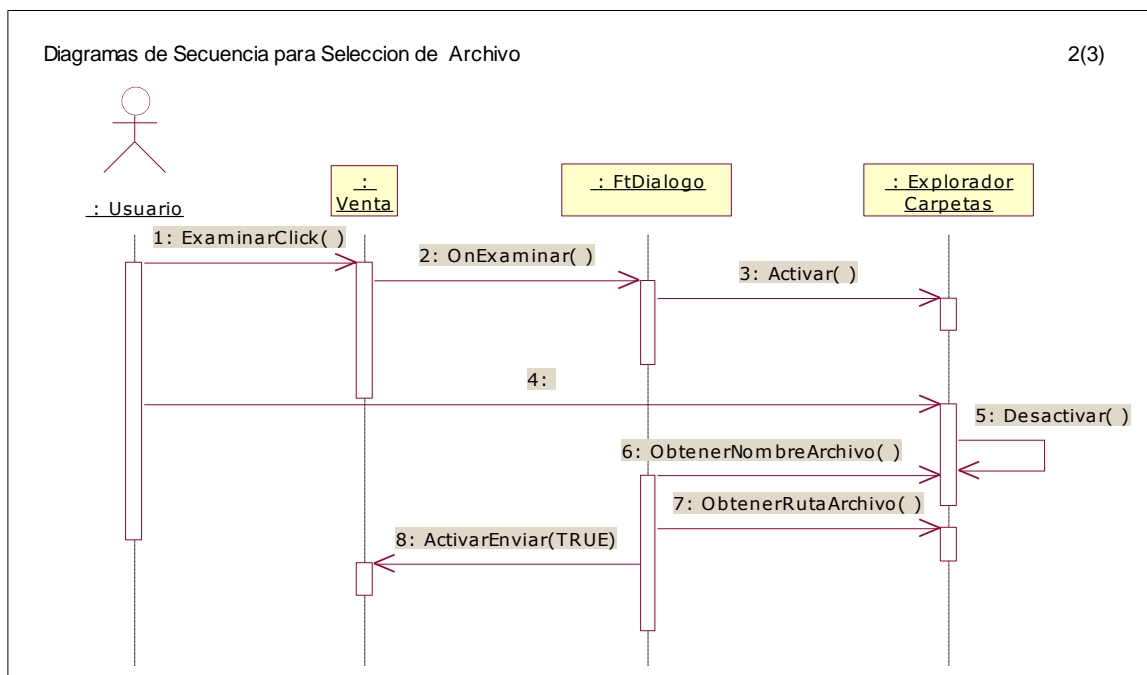 Diagramas de Secuencia para Seleccion de Archivo
2(3)
: Usuario
:
Venta
: FtDialogo
: Explorador
Carpetas
1: ExaminarClick( )
2: OnExaminar( )
3: Activar( )
4:
5: Desactivar( )
6: ObtenerNombreArchivo( )
7: ObtenerRutaArchivo( )
8: ActivarEnviar(TRUE)